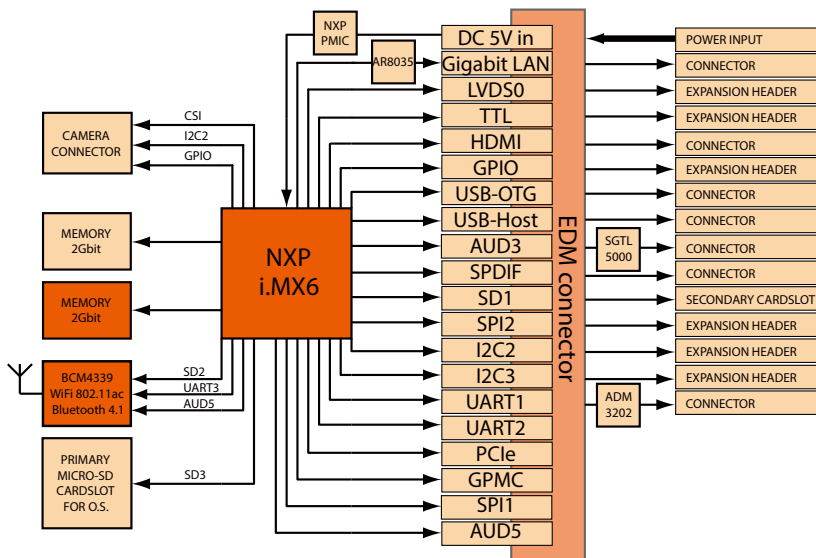 NXP
PMIC
DC 5V in
POWER INPUT
AR8035
Gigabit LAN
CONNECTOR
LVDS0
EXPANSION HEADER
TTL
EXPANSION HEADER
HDMI
CONNECTOR
GPIO
EXPANSION HEADER
USB-OTG
CONNECTOR
USB-Host
CONNECTOR
AUD3
SGTL
5000
CONNECTOR
SPDIF
CONNECTOR
SD1
SECONDARY CARDSLOT
SPI2
EXPANSION HEADER
I2C2
EXPANSION HEADER
I2C3
EXPANSION HEADER
UART1
ADM
3202
CONNECTOR
UART2
PCIe
GPMC
SPI1
AUD5
EDM connector
CAMERA
CONNECTOR
CSI
I2C2
GPIO
MEMORY
2Gbit
NXP
i.MX6
MEMORY
2Gbit
BCM4339
WiFi 802.11ac
Bluetooth 4.1
SD2
UART3
AUD5
PRIMARY
MICRO-SD
CARDSLOT
FOR O.S.
SD3